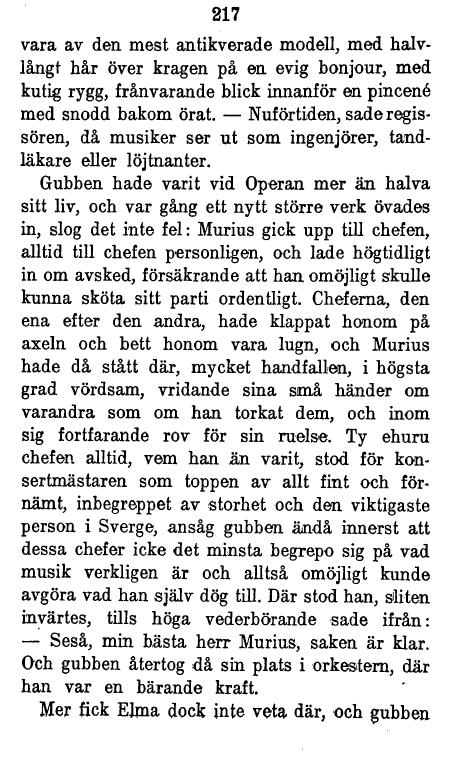 217
vara av den mest antikverade modell, med halv-
långt hår över kragen på en evig bonjour, med
kutig rygg, frånvarande blick innanför en pincené
med snodd bakom örat. — Nuförtiden, sade regis-
sören, då musiker ser ut som ingenjörer, tand-
läkare eller löjtnanter.
Gubben hade varit vid Operan mer än halva
sitt liv, och var gång ett nytt större verk övades
in, slog det inte fel: Murius gick upp till chefen,
alltid till chefen personligen, och lade högtidligt
in om avsked, försäkrande att han omöjligt skulle
kunna sköta sitt parti ordentligt. Cheferna, den
ena efter den andra, hade klappat honom på
axeln och bett honom vara lugn, och Murius
hade då stått där, mycket handfallen, i högsta
grad vördsam, vridande sina små händer om
varandra som om han torkat dem, och inom
sig fortfarande rov för sin ruelse. Ty ehuru
chefen alltid, vem han än varit, stod för kon-
sertmästaren som toppen av allt fint och för-
nämt, inbegreppet av storhet och den viktigaste
person i Sverge, ansåg gubben ändå innerst att
dessa chefer icke det minsta begrepo sig på vad
musik verkligen är och alltså omöjligt kunde
avgöra vad han själv dög till. Där stod han, sliten
invärtes, tills höga vederbörande sade ifrån:
— Seså, min bästa herr Murius, saken är klar.
Och gubben återtog då sin plats i orkestern, där
han var en bärande kraft.
Mer fick Elma dock inte veta där, och gubben